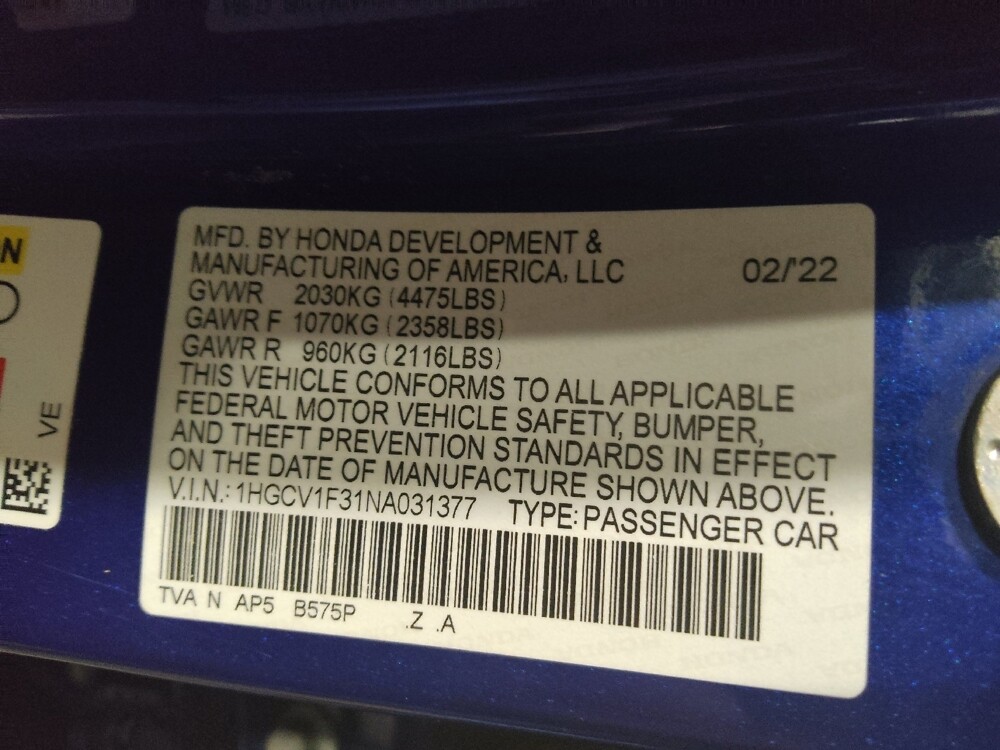 MFD. BY HONDA DEVELOPMENT &
MANUFACTURING OF AMERICA, LLC 02/'22
GVWR 2030KG (4475LBS)
GAWR F 1070KG (2358LBS)
GAWR R 960KG (2116LBS)
THIS VEHICLE CONFORMS TO ALL APPLICABLE
FEDERAL MOTOR VEHICLE SAFETY, BUMPER,
AND THEFT PREVENTION STANDARDS IN EFFECT
ON THE DATE OF MANUFACTURE SHOWN ABOVE.
V.I.N.: 1HGCV1F31NA031377 TYPE: PASSENGER CAR
TVA N AP5 B575P .Z .A
N
VE